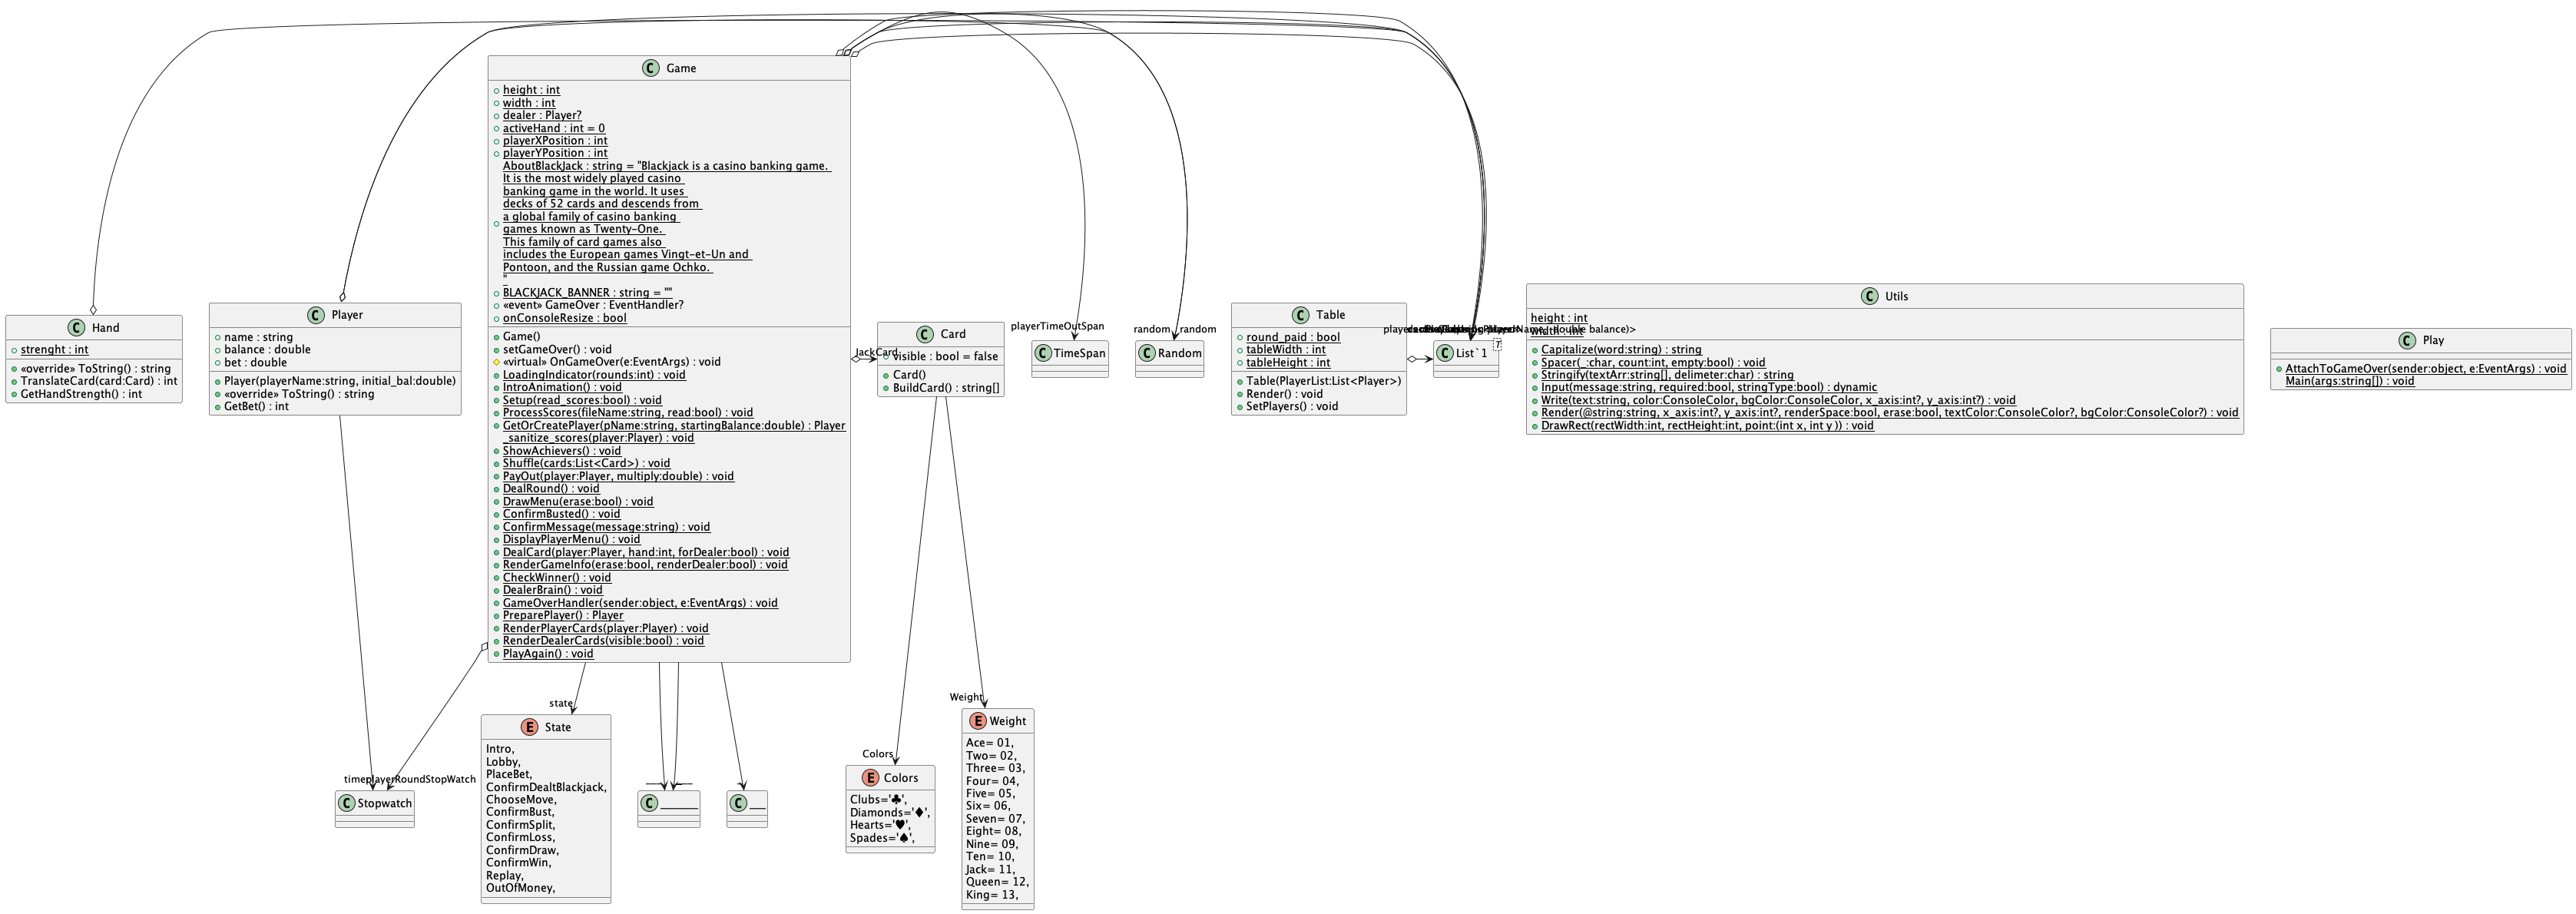 Game
height : int
width : int
dealer : Player?
activeHand : int = 0
playerXPosition : int
playerYPosition : int
AboutBlackJack : string = "Blackjack is a casino banking game.
It is the most widely played casino
banking game in the world. It uses
decks of 52 cards and descends from
a global family of casino banking
games known as Twenty-One.
This family of card games also
includes the European games Vingt-et-Un and
Pontoon, and the Russian game Ochko.
"
BLACKJACK_BANNER : string = ""
«event» GameOver : EventHandler?
onConsoleResize : bool
Game()
setGameOver() : void
«virtual» OnGameOver(e:EventArgs) : void
LoadingIndicator(rounds:int) : void
IntroAnimation() : void
Setup(read_scores:bool) : void
ProcessScores(fileName:string, read:bool) : void
GetOrCreatePlayer(pName:string, startingBalance:double) : Player
_sanitize_scores(player:Player) : void
ShowAchievers() : void
Shuffle(cards:List<Card>) : void
PayOut(player:Player, multiply:double) : void
DealRound() : void
DrawMenu(erase:bool) : void
ConfirmBusted() : void
ConfirmMessage(message:string) : void
DisplayPlayerMenu() : void
DealCard(player:Player, hand:int, forDealer:bool) : void
RenderGameInfo(erase:bool, renderDealer:bool) : void
CheckWinner() : void
DealerBrain() : void
GameOverHandler(sender:object, e:EventArgs) : void
PreparePlayer() : Player
RenderPlayerCards(player:Player) : void
RenderDealerCards(visible:bool) : void
PlayAgain() : void
Hand
strenght : int
«override» ToString() : string
TranslateCard(card:Card) : int
GetHandStrength() : int
Player
name : string
balance : double
bet : double
Player(playerName:string, initial_bal:double)
«override» ToString() : string
GetBet() : int
JackCard
Card
visible : bool = false
Card()
BuildCard() : string[]
playerTimeOutSpan
TimeSpan
random
random
Random
Table
round_paid : bool
tableWidth : int
tableHeight : int
Table(PlayerList:List<Player>)
Render() : void
SetPlayers() : void
double balance)>
List`1
T
Utils
height : int
width : int
Capitalize(word:string) : string
Spacer(_:char, count:int, empty:bool) : void
Stringify(textArr:string[], delimeter:char) : string
Input(message:string, required:bool, stringType:bool) : dynamic
Write(text:string, color:ConsoleColor, bgColor:ConsoleColor, x_axis:int?, y_axis:int?) : void
Render(@string:string, x_axis:int?, y_axis:int?, renderSpace:bool, erase:bool, textColor:ConsoleColor?, bgColor:ConsoleColor?) : void
DrawRect(rectWidth:int, rectHeight:int, point:(int x, int y )) : void
Play
AttachToGameOver(sender:object, e:EventArgs) : void
Main(args:string[]) : void
playerRoundStopWatch
Stopwatch
state
State
Intro,
Lobby,
PlaceBet,
ConfirmDealtBlackjack,
ChooseMove,
ConfirmBust,
ConfirmSplit,
ConfirmLoss,
ConfirmDraw,
ConfirmWin,
Replay,
OutOfMoney,
Colors
Colors
Clubs='♣',
Diamonds='♦',
Hearts='♥',
Spades='♠',
Weight
Weight
Ace= 01,
Two= 02,
Three= 03,
Four= 04,
Five= 05,
Six= 06,
Seven= 07,
Eight= 08,
Nine= 09,
Ten= 10,
Jack= 11,
Queen= 12,
King= 13,